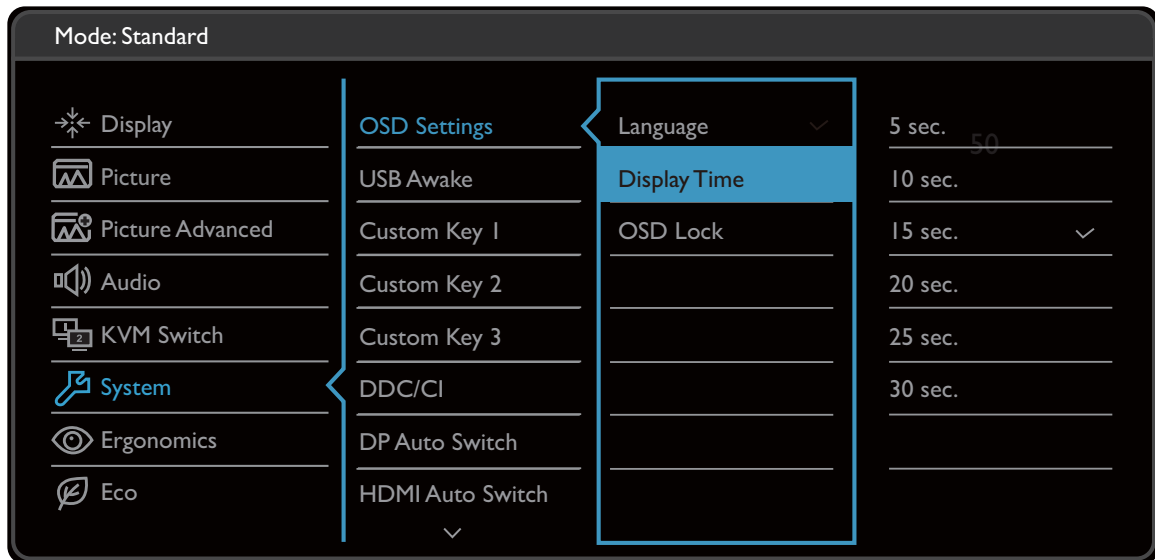 Mode: Standard
Display
Picture
Picture Advanced
Audio
KVM Switch
System
Ergonomics
Eco
OSD Settings
USB Awake
Custom Key 1
Custom Key 2
Custom Key 3
DDC/CI
DP Auto Switch
HDMI Auto Switch
Language
Display Time
OSD Lock
5 sec.
50
10 sec.
15 sec.
20 sec.
25 sec.
30 sec.